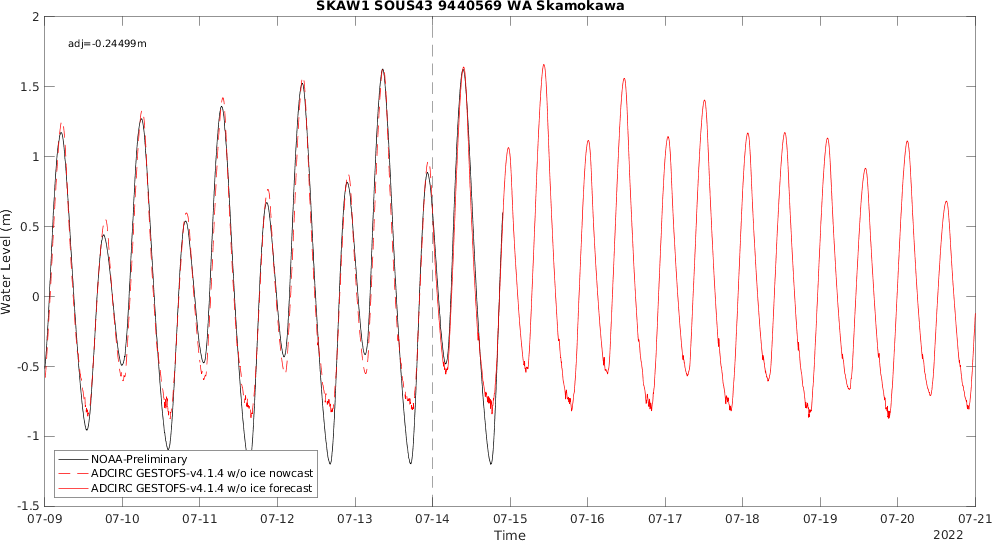 SKAW1 SOUS43 9440569 WA Skamokawa
adj=-0.24499m
2
1.5
1
0.5
0
-0.5
-1
-1.5
Water Level (m)
NOAA-Preliminary
ADCIRC GESTOFS-v4.1.4 w/o ice nowcast
ADCIRC GESTOFS-v4.1.4 w/o ice forecast
07-09 07-10 07-11 07-12 07-13 07-14 07-15 07-16 07-17 07-18 07-19 07-20 07-21
Time
2022